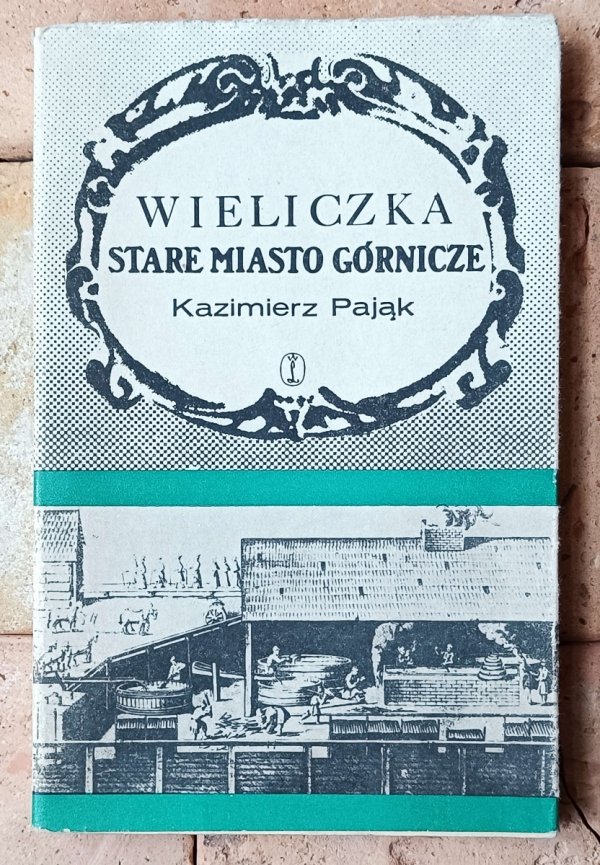 WIELICZKA
STARE MIASTO GÓRNICZE
Kazimierz Pająk